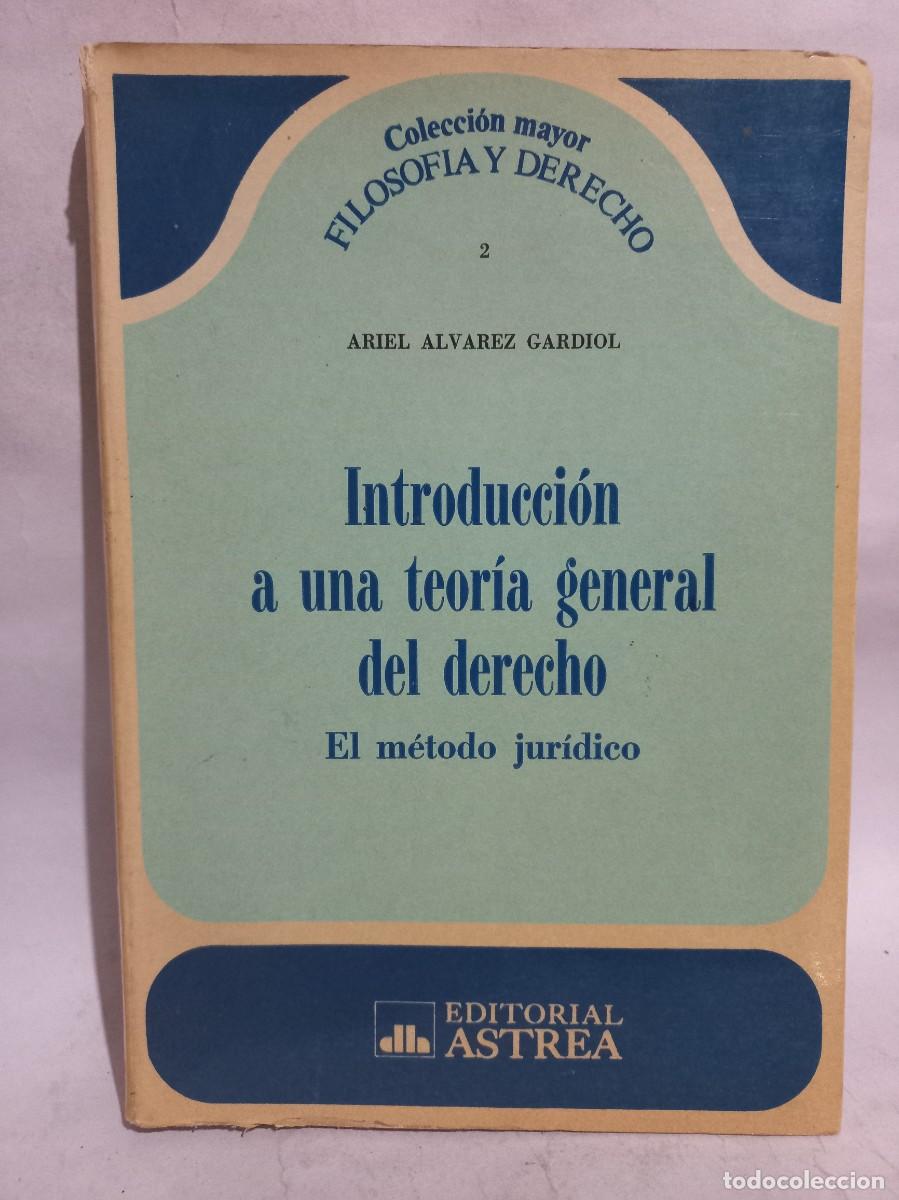 Colección mayor
FILOSOFIA Y DERECHO
2
ARIEL ALVAREZ GARDIOL
Introducción
a una teoría general
del derecho
El método jurídico
EDITORIAL
ASTREA
todocoleccion